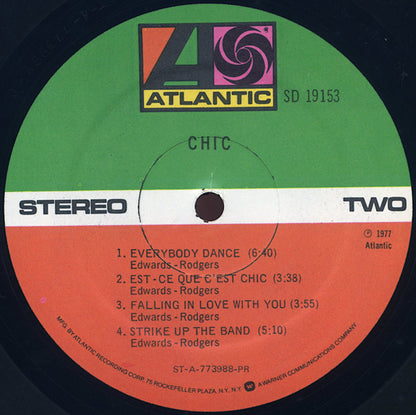 ATLANTIC
SD 19153
CHIC
STEREO
TWO
℗ 1977
Atlantic
1. EVERYBODY DANCE (6:40)
Edwards - Rodgers
2. EST - CE QUE C'EST CHIC (3:38)
Edwards - Rodgers
3. FALLING IN LOVE WITH YOU (3:55)
Edwards - Rodgers
4. STRIKE UP THE BAND (5:10)
Edwards - Rodgers
ST-A-773988-PR
MFG. BY ATLANTIC RECORDING CORP., 75 ROCKEFELLER PLAZA, N.Y., N.Y. A WARNER COMMUNICATIONS COMPANY